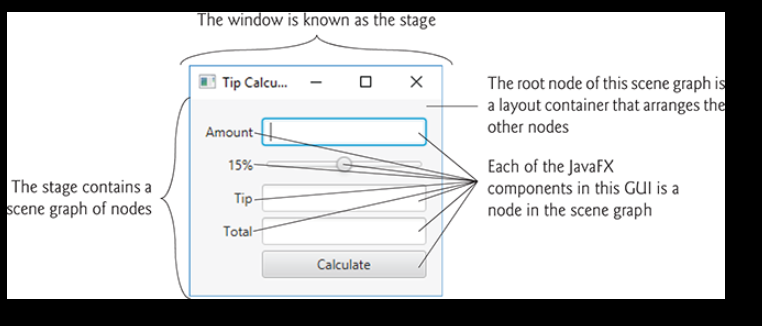 The window is known as the stage
Tip Calcu...
The root node of this scene graph is
a layout container that arranges the
other nodes
Amount
15%
Tip
Total
Calculate
Each of the JavaFX
components in this GUI is a
node in the scene graph
The stage contains a
scene graph of nodes